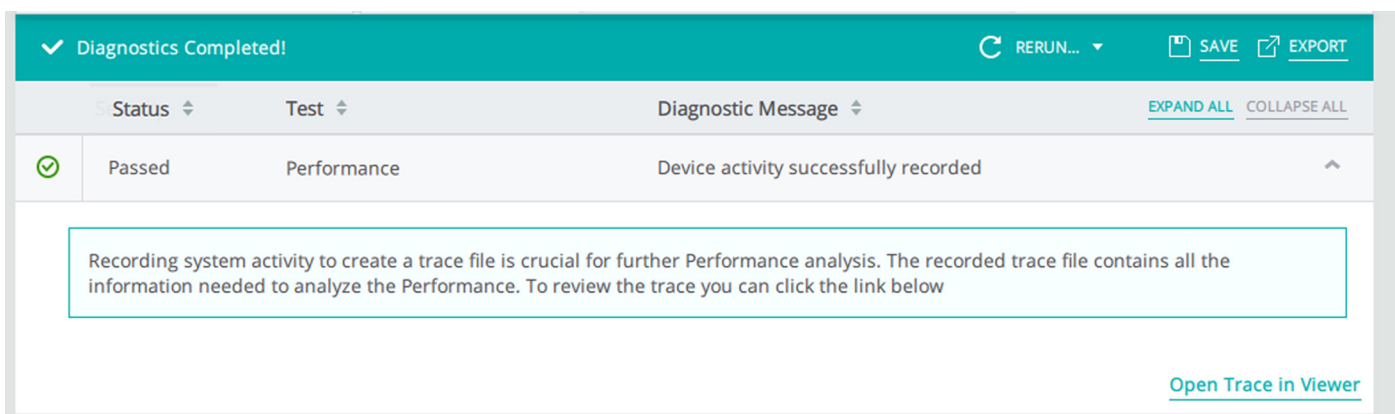 Diagnostics Completed! RERUN... SAVE EXPORT
Status Test Diagnostic Message EXPAND ALL COLLAPSE ALL
Passed Performance Device activity successfully recorded
Recording system activity to create a trace file is crucial for further Performance analysis. The recorded trace file contains all the
information needed to analyze the Performance. To review the trace you can click the link below
Open Trace in Viewer